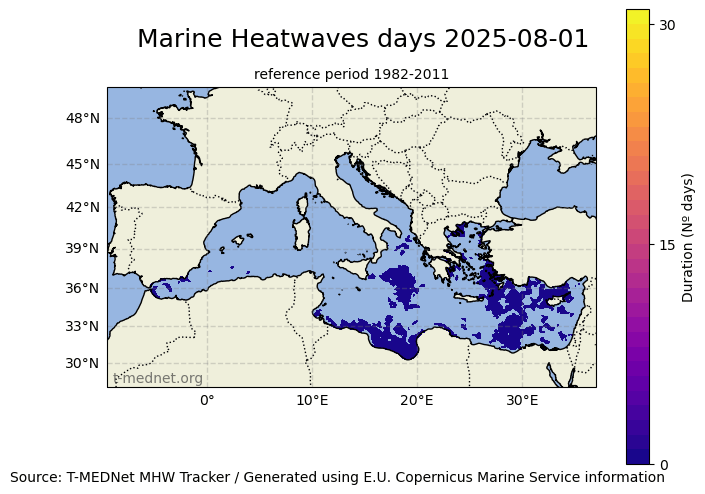 Marine Heatwaves days 2025-08-01
reference period 1982-2011
30
48°N
45°N
42°N
39°N
15
36°N
33°N
30°N
t-mednet.org
0°
10°E
20°E
30°E
Duration (Nº days)
0
Source: T-MEDNet MHW Tracker / Generated using E.U. Copernicus Marine Service information